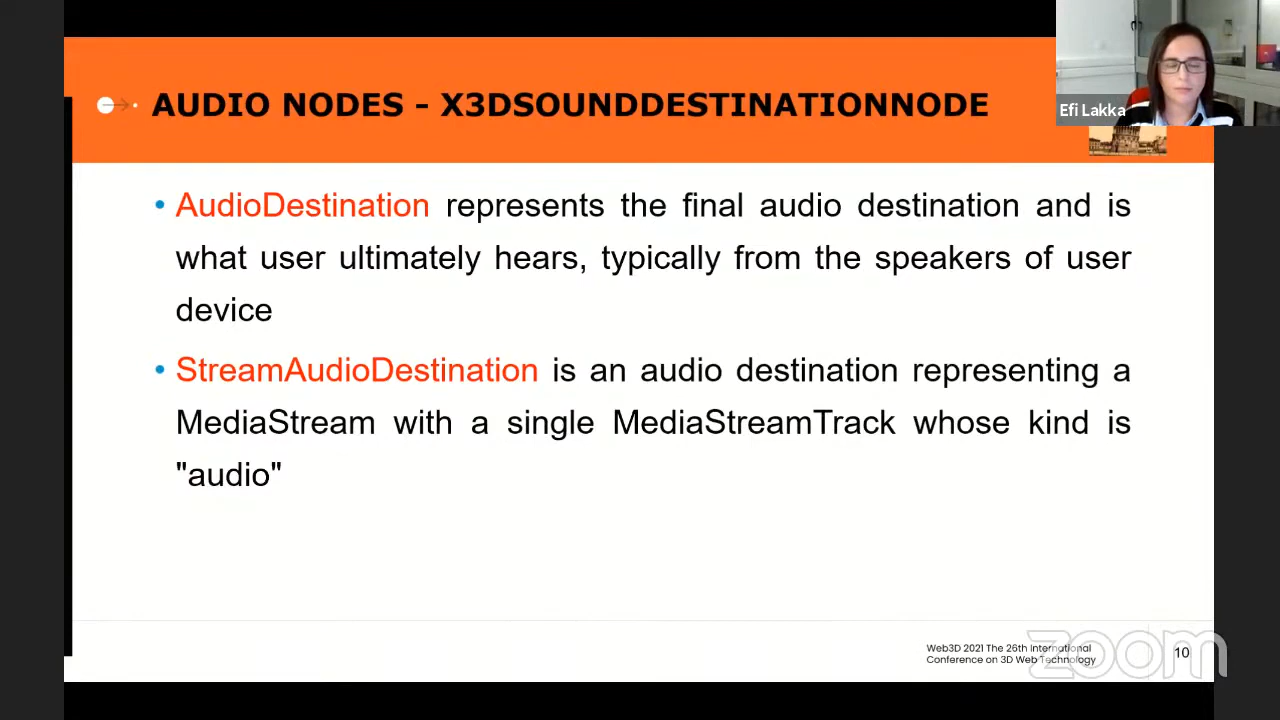 AUDIO NODES - X3DSOUNDDESTINATIONNODE
Efi Lakka
• AudioDestination represents the final audio destination and is
what user ultimately hears, typically from the speakers of user
device
• StreamAudioDestination is an audio destination representing a
MediaStream with a single MediaStreamTrack whose kind is
"audio"
Web3D 2021 The 26th International
Conference on 3D Web Technology
10
zoom